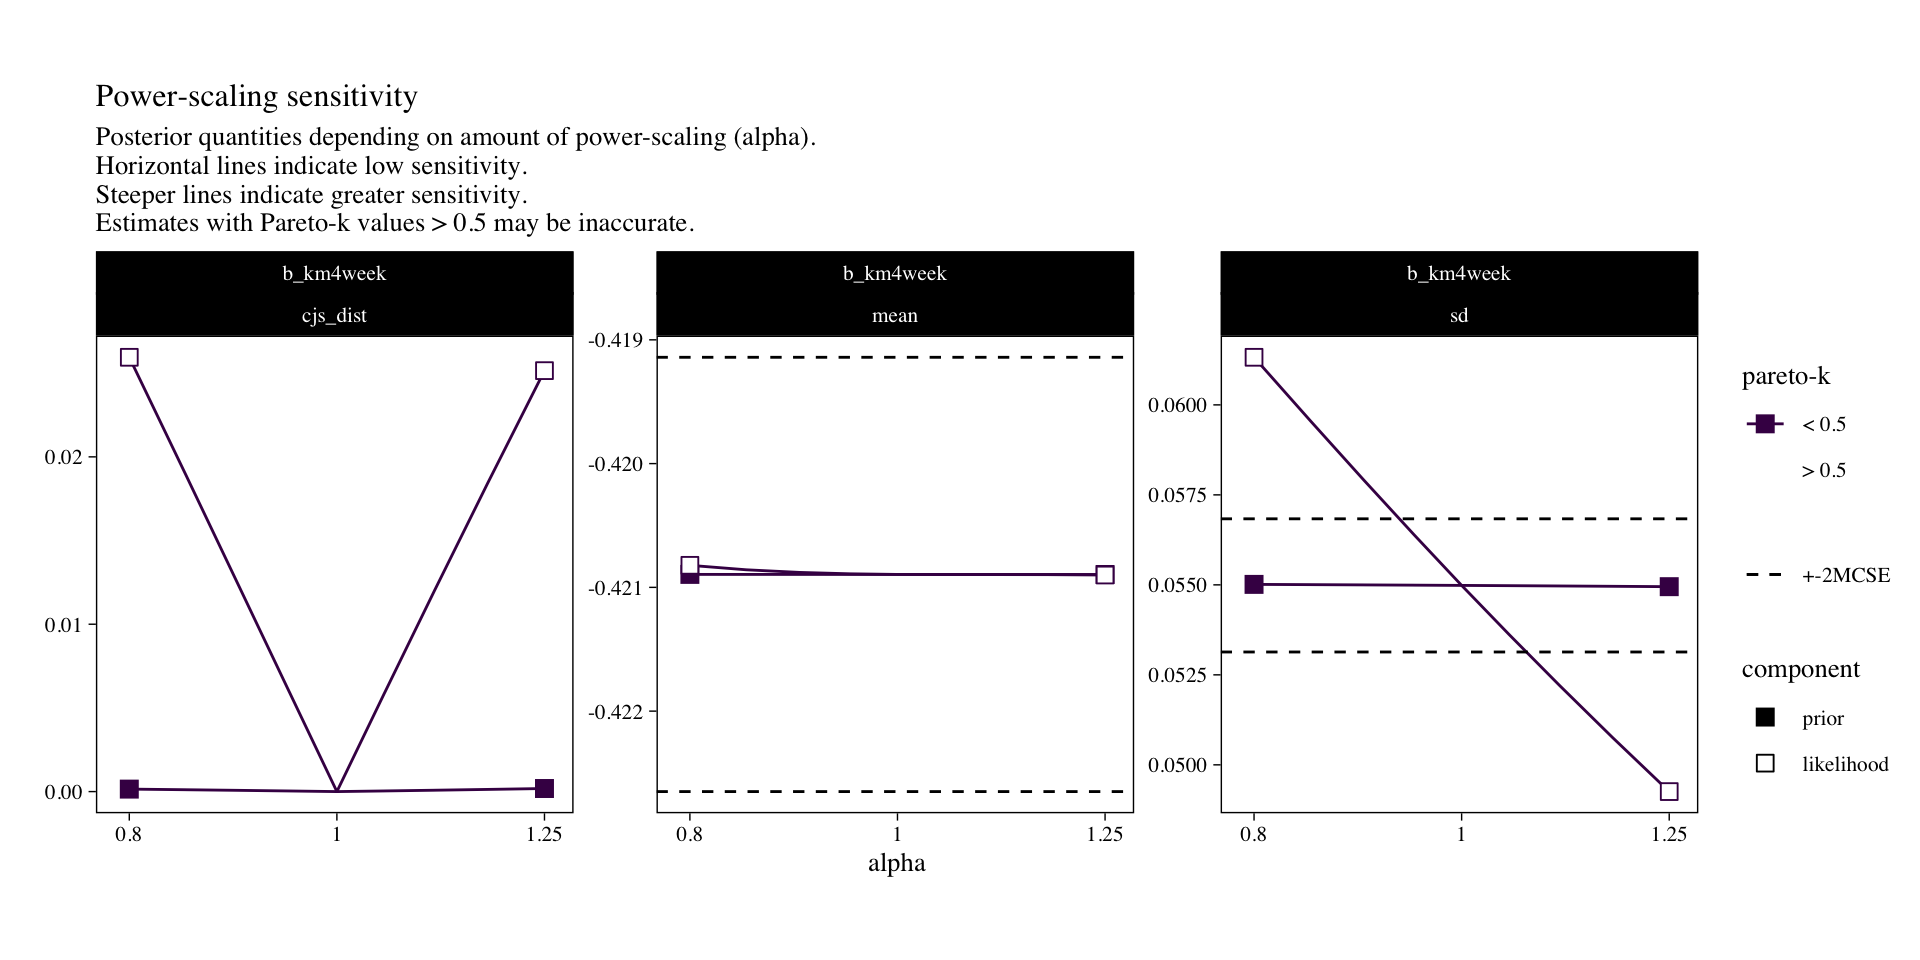 Power-scaling sensitivity
Posterior quantities depending on amount of power-scaling (alpha).
Horizontal lines indicate low sensitivity.
Steeper lines indicate greater sensitivity.
Estimates with Pareto-k values > 0.5 may be inaccurate.
b_km4week
cjs_dist
0.02
0.01
0.00
0.8
1
1.25
b_km4week
mean
-0.419
-0.420
-0.421
-0.422
0.8
1
1.25
alpha
b_km4week
sd
0.0600
0.0575
0.0550
0.0525
0.0500
0.8
1
1.25
pareto-k
< 0.5
> 0.5
+-2MCSE
component
prior
likelihood